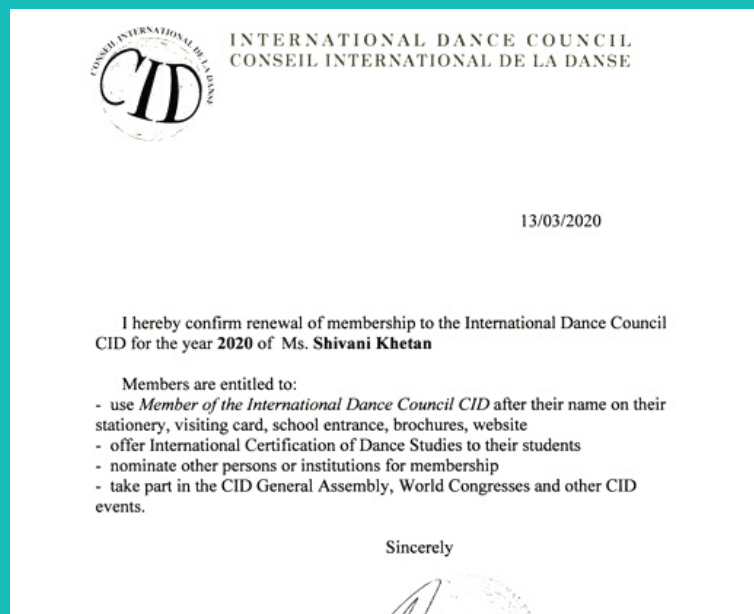 CONSEIL INTERNATIONAL DE LA DANSE
CID
INTERNATIONAL DANCE COUNCIL
CONSEIL INTERNATIONAL DE LA DANSE
13/03/2020
I hereby confirm renewal of membership to the International Dance Council
CID for the year 2020 of Ms. Shivani Khetan
Members are entitled to:
- use Member of the International Dance Council CID after their name on their
stationery, visiting card, school entrance, brochures, website
- offer International Certification of Dance Studies to their students
- nominate other persons or institutions for membership
- take part in the CID General Assembly, World Congresses and other CID
events.
Sincerely